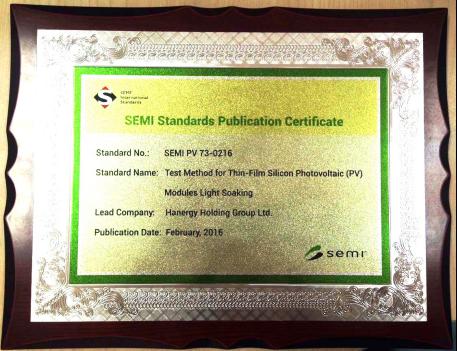 SEMI
International
Standards
SEMI Standards Publication Certificate
Standard No.: SEMI PV 73-0216
Standard Name: Test Method for Thin-Film Silicon Photovoltaic (PV)
Modules Light Soaking
Lead Company: Hanergy Holding Group Ltd.
Publication Date: February, 2016
semi